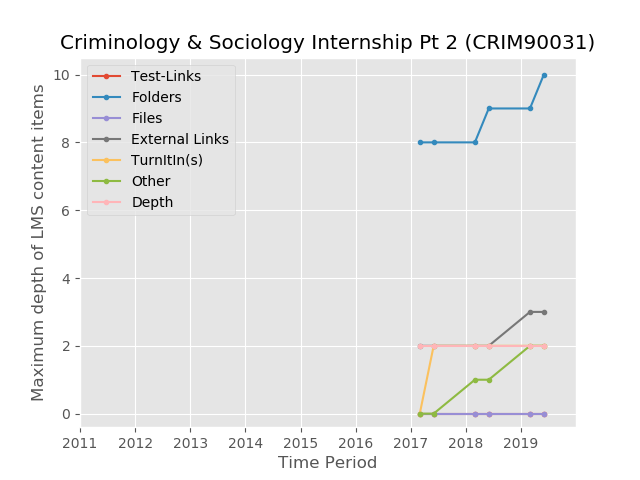 Criminology & Sociology Internship Pt 2 (CRIM90031)
Maximum depth of LMS content items
10
8
6
4
2
0
Test-Links
Folders
Files
External Links
TurnItIn(s)
Other
Depth
2011 2012 2013 2014 2015 2016 2017 2018 2019
Time Period